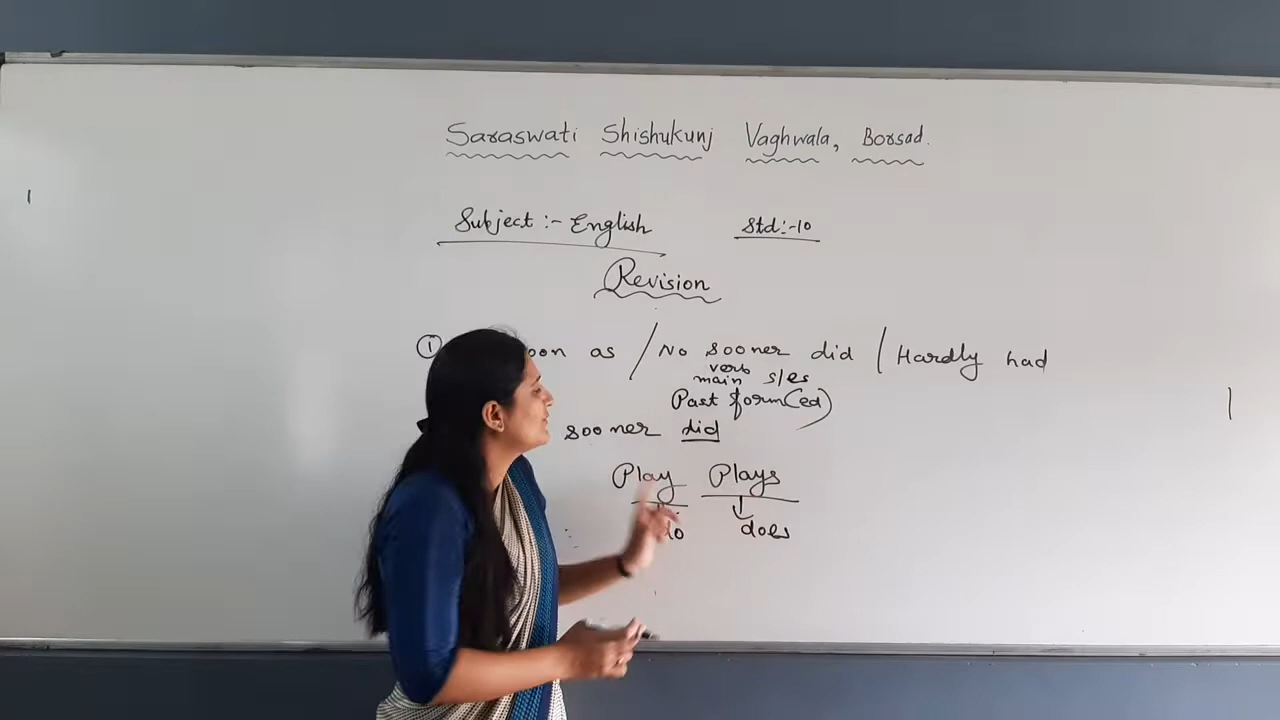 Saraswati Shishukunj Vaghwala, Borsad.
Subject :- English Std:-10
Revision
① oon as / No sooner did / Hardly had
verb
main s/es
Past form(ed)
sooner did
Play Plays
do does